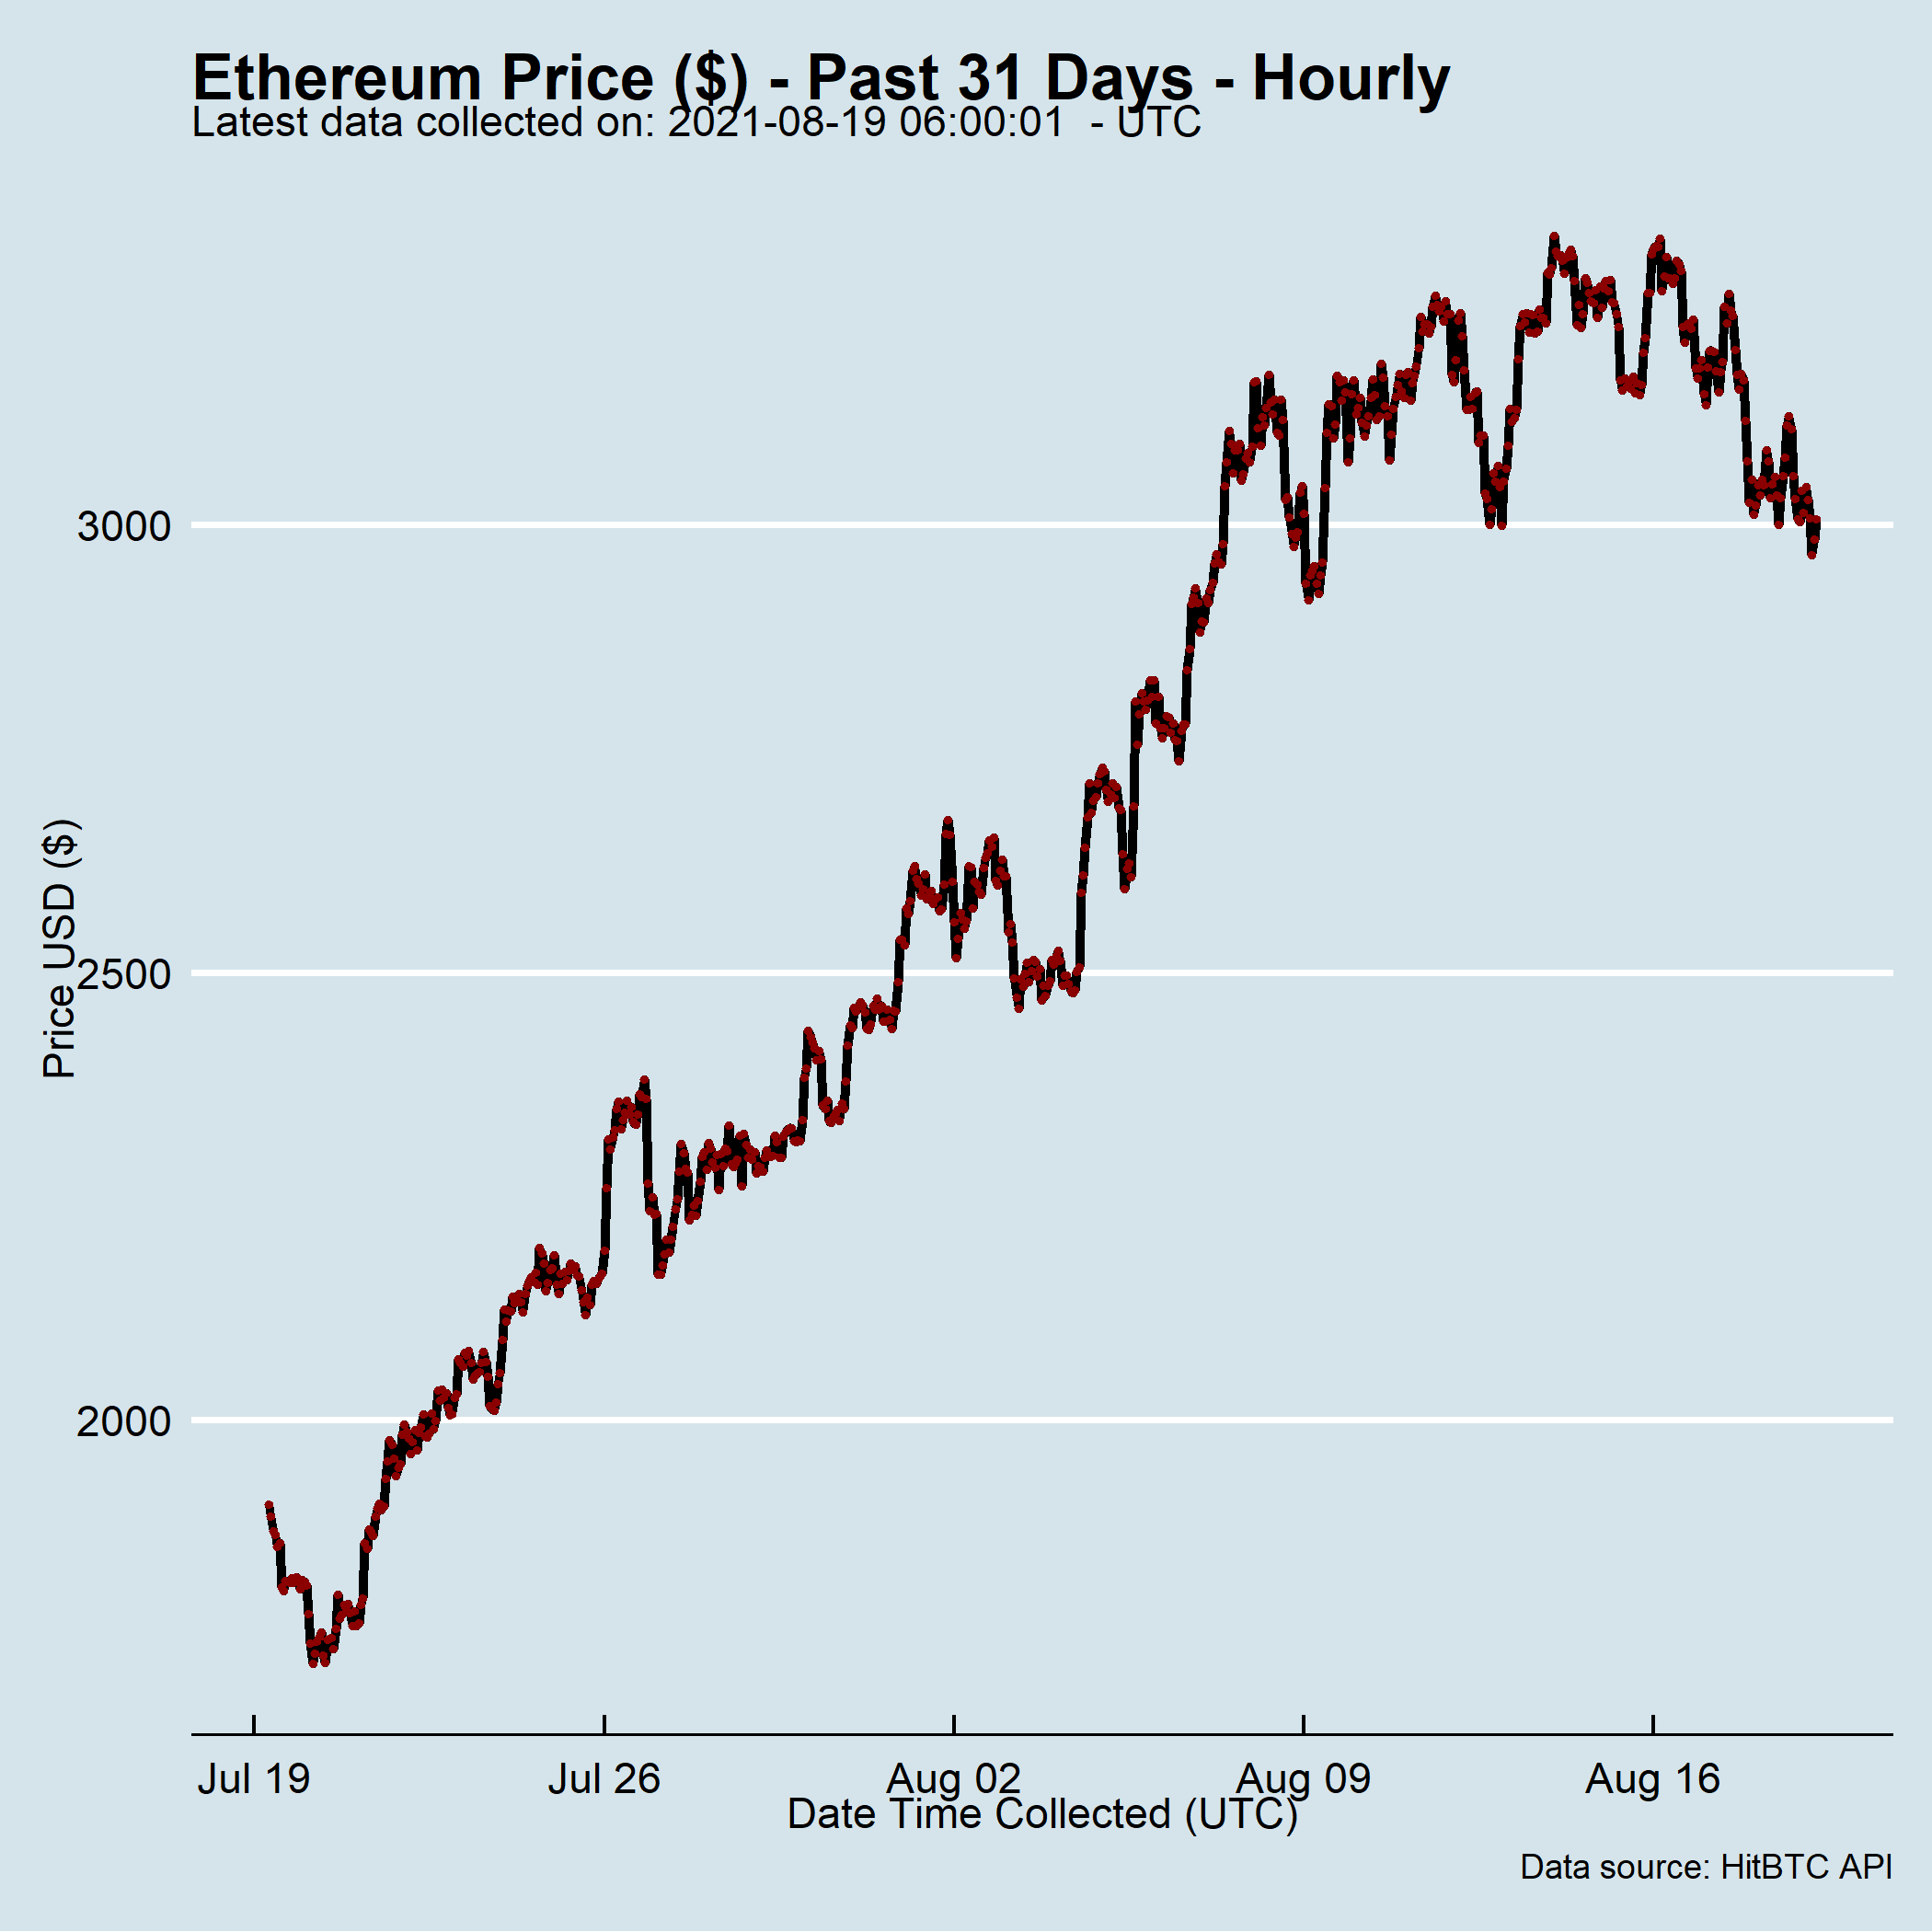 Ethereum Price ($) - Past 31 Days - Hourly
Latest data collected on: 2021-08-19 06:00:01  - UTC
Price USD ($)
3000
2500
2000
Jul 19
Jul 26
Aug 02
Aug 09
Aug 16
Date Time Collected (UTC)
Data source: HitBTC API